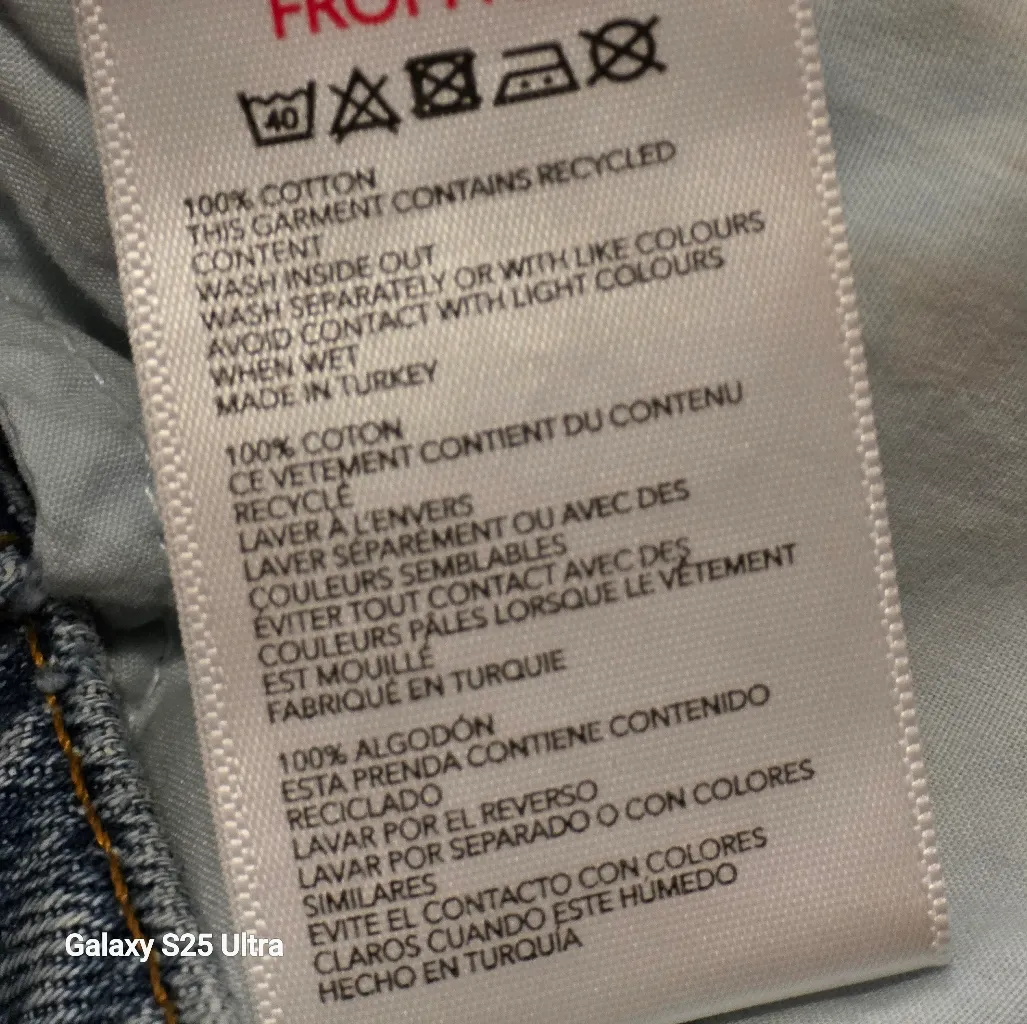 40
100% COTTON
THIS GARMENT CONTAINS RECYCLED
CONTENT
WASH INSIDE OUT
WASH SEPARATELY OR WITH LIKE COLOURS
AVOID CONTACT WITH LIGHT COLOURS
WHEN WET
MADE IN TURKEY
100% COTON
CE VETEMENT CONTIENT DU CONTENU
RECYCLÉ
LAVER À L'ENVERS
LAVER SÉPARÉMENT OU AVEC DES
COULEURS SEMBLABLES
ÉVITER TOUT CONTACT AVEC DES
COULEURS PÂLES LORSQUE LE VÊTEMENT
EST MOUILLÉ
FABRIQUÉ EN TURQUIE
100% ALGODÓN
ESTA PRENDA CONTIENE CONTENIDO
RECICLADO
LAVAR POR EL REVERSO
LAVAR POR SEPARADO O CON COLORES
SIMILARES
EVITE EL CONTACTO CON COLORES
CLAROS CUANDO ESTE HÚMEDO
HECHO EN TURQUÍA
Galaxy S25 Ultra